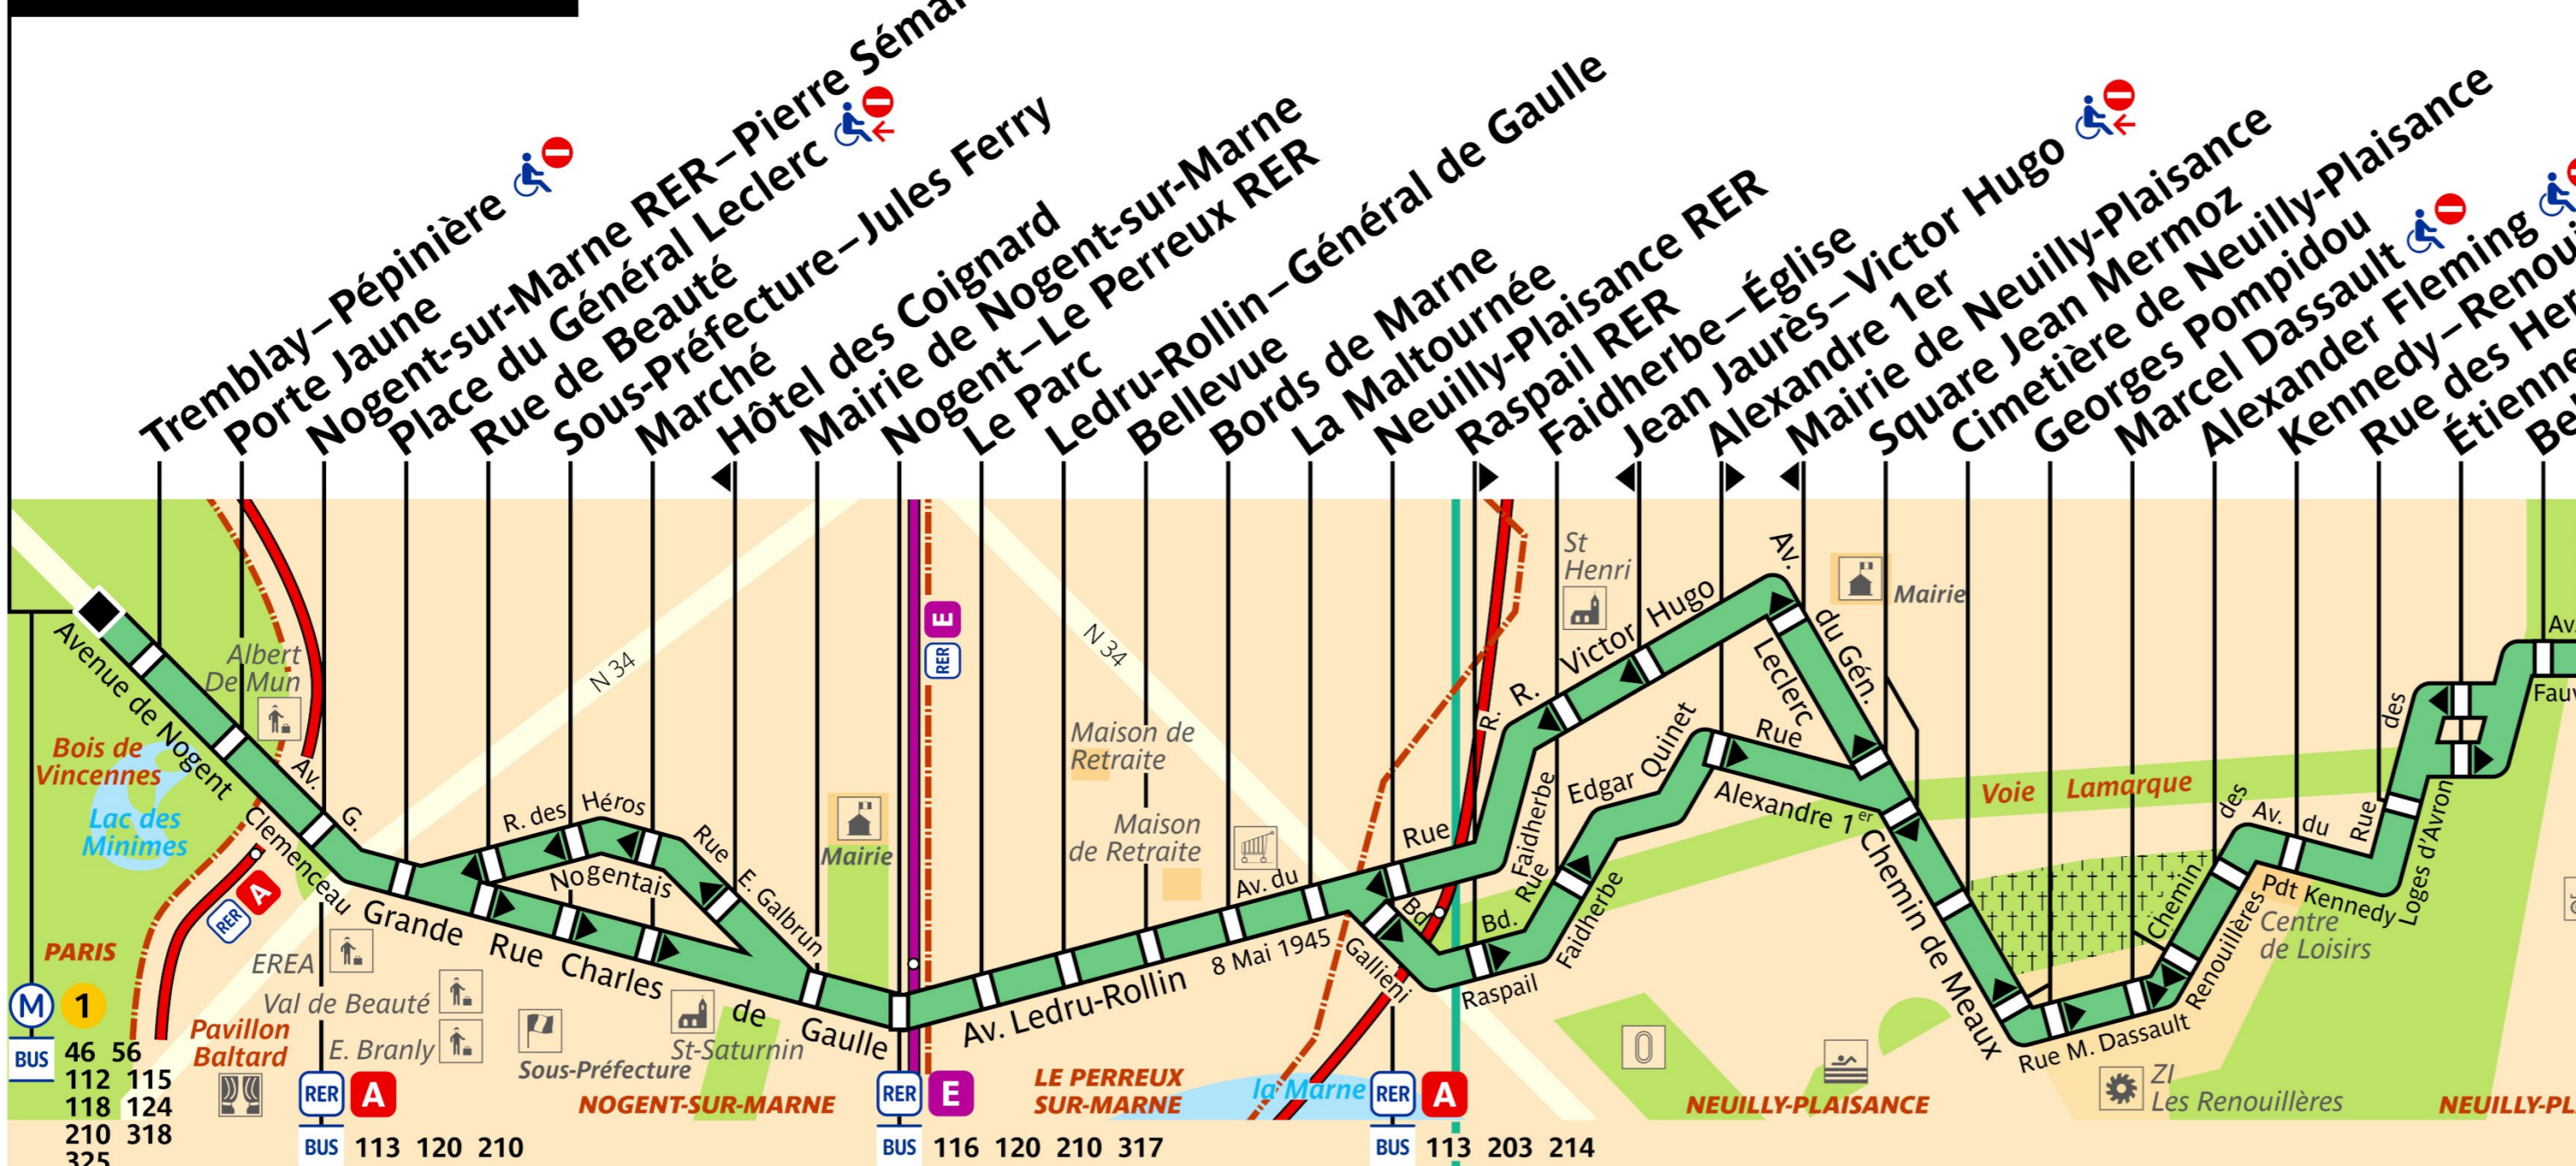 Tremblay–Pépinière
Porte Jaune
Nogent-sur-Marne RER–Pierre
Place du Général Leclerc
Rue de Beauté
Sous-Préfecture–Jules Ferry
Marché
Hôtel des Coignard
Mairie de Nogent-sur-Marne
Nogent–Le Perreux RER
Le Parc
Ledru-Rollin–Général de Gaulle
Bellevue
Bords de Marne
La Maltournée
Neuilly-Plaisance RER
Raspail RER
Faidherbe–Église
Jean Jaurès–Victor Hugo
Alexandre 1er
Mairie de Neuilly-Plaisance
Square Jean Mermoz
Cimetière de Neuilly-Plaisance
Georges Pompidou
Marcel Dassault
Alexander Fleming
Kennedy–
Rue des
Étienne
Avenue de Nogent
Albert
De Mun
Bois de
Vincennes
Lac des
Minimes
Av. G.
Clemenceau
PARIS
M 1
BUS 46 56
112 115
118 124
210 318
325
RER A
EREA
Val de Beauté
E. Branly
Pavillon
Baltard
RER A
BUS 113 120 210
N 34
R. des Héros
Nogentais
Rue E. Galbrun
Grande Rue Charles de Gaulle
Sous-Préfecture
St-Saturnin
NOGENT-SUR-MARNE
Mairie
E
RER
RER E
BUS 116 120 210 317
N 34
Maison de
Retraite
Maison
de Retraite
Av. Ledru-Rollin
Av. du
8 Mai 1945
LE PERREUX
SUR-MARNE
la Marne
RER A
BUS 113 203 214
Rue
R.
Faidherbe
Bd
Gallieni
Bd.
Raspail
Rue
Faidherbe
Edgar Quinet
St
Henri
R. Victor Hugo
Av.
du Gén.
Leclerc
Mairie
Rue
Alexandre 1er
Chemin de Meaux
NEUILLY-PLAISANCE
Voie Lamarque
Rue M. Dassault
Chemin des
Renouillères
Av. du
Pdt Kennedy
Centre
de Loisirs
ZI
Les Renouillères
Rue des
Loges d'Avron
Av.